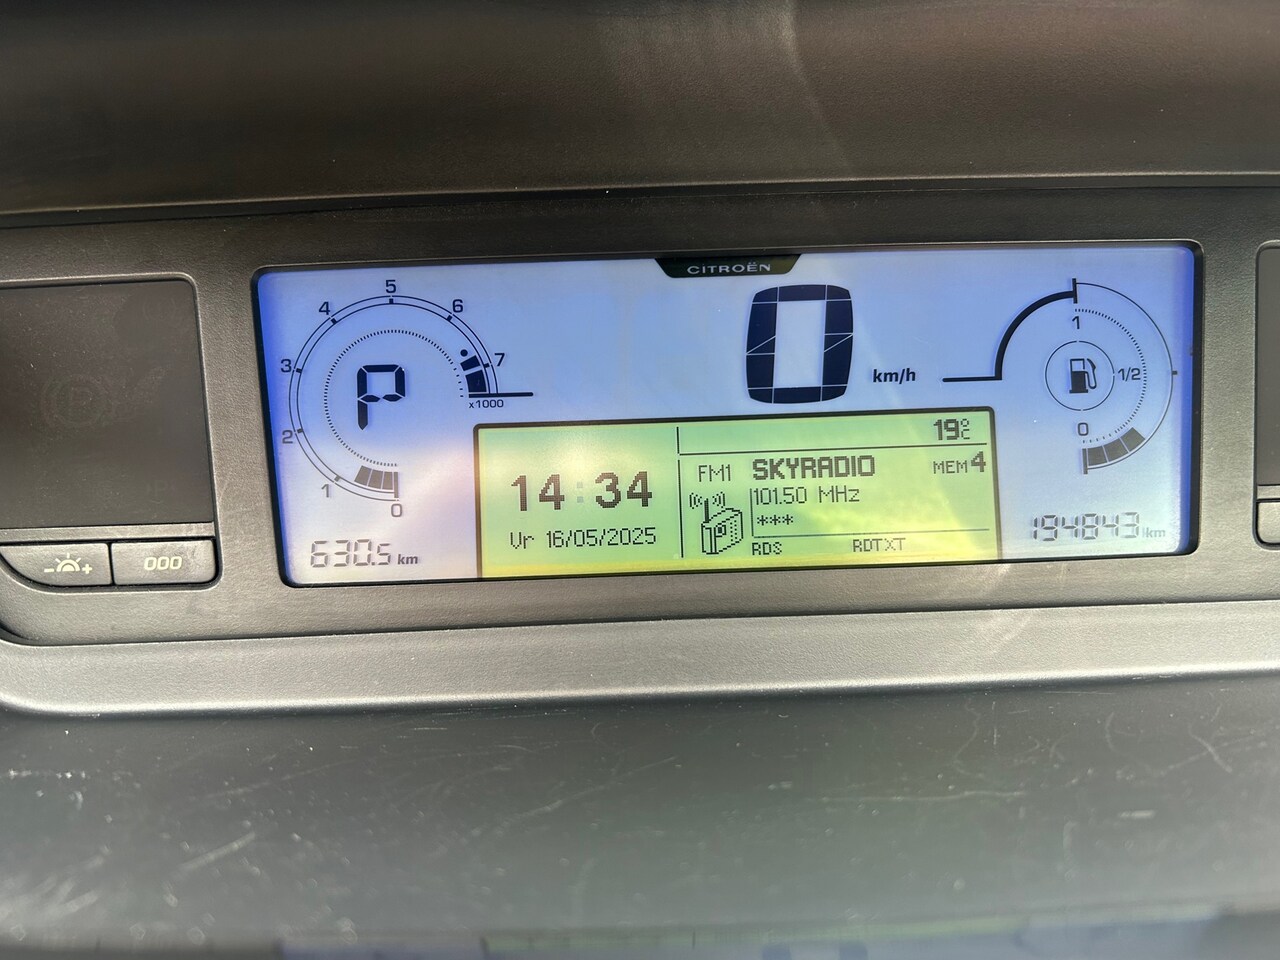 CITROËN
5
4
6
3
7
2
x1000
1
0
P
0 km/h
1
1/2
0
19°C
FM1 SKYRADIO MEM 4
14:34
101.50 MHz
***
Vr 16/05/2025
RDS RDTXT
630.5 km
194843 km
- +
000